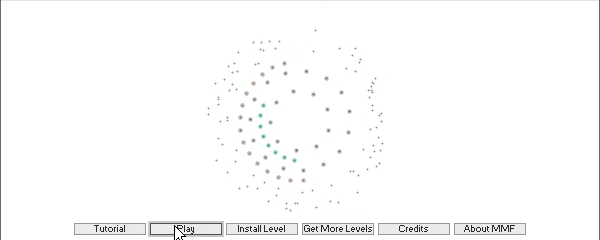 Tutorial
Play
Install Level
Get More Levels
Credits
About MMF